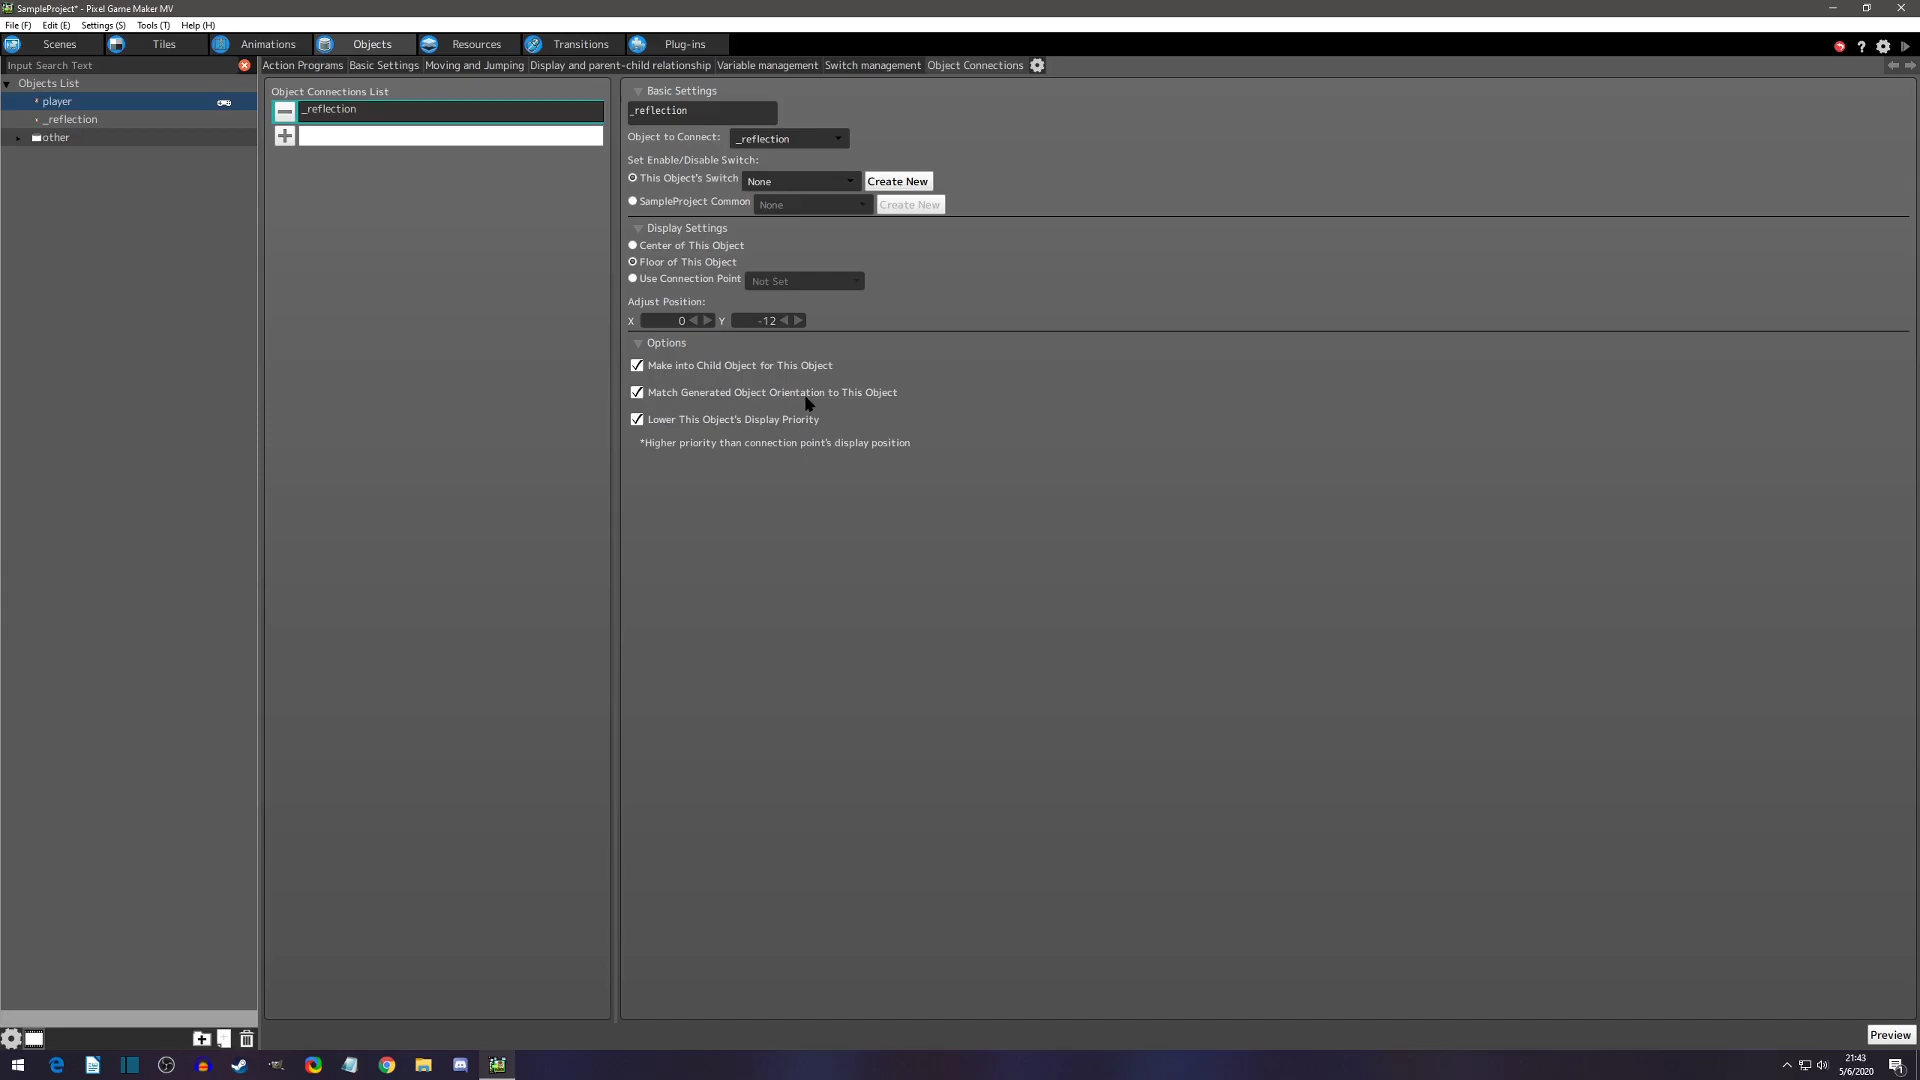 SampleProject* - Pixel Game Maker MV
File (F) Edit (E) Settings (S) Tools (T) Help (H)
Scenes Tiles Animations Objects Resources Transitions Plug-ins
Input Search Text
Action Programs Basic Settings Moving and Jumping Display and parent-child relationship Variable management Switch management Object Connections
Objects List
player
_reflection
other
Object Connections List
_reflection
Basic Settings
_reflection
Object to Connect: _reflection
Set Enable/Disable Switch:
This Object's Switch None Create New
SampleProject Common None Create New
Display Settings
Center of This Object
Floor of This Object
Use Connection Point Not Set
Adjust Position:
X 0 Y -12
Options
Make into Child Object for This Object
Match Generated Object Orientation to This Object
Lower This Object's Display Priority
*Higher priority than connection point's display position
Preview
21:43
5/6/2020